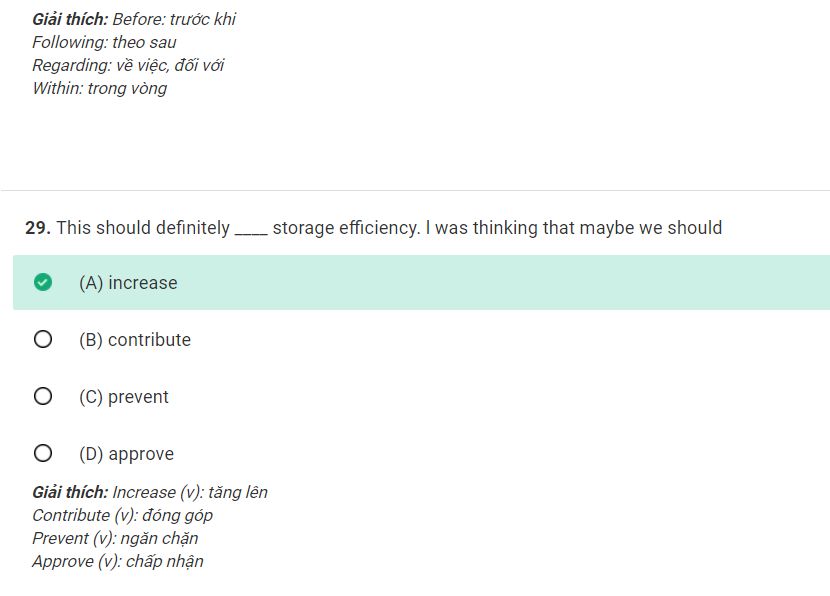 Giải thích: Before: trước khi
Following: theo sau
Regarding: về việc, đối với
Within: trong vòng
29. This should definitely ____ storage efficiency. I was thinking that maybe we should
(A) increase
(B) contribute
(C) prevent
(D) approve
Giải thích: Increase (v): tăng lên
Contribute (v): đóng góp
Prevent (v): ngăn chặn
Approve (v): chấp nhận